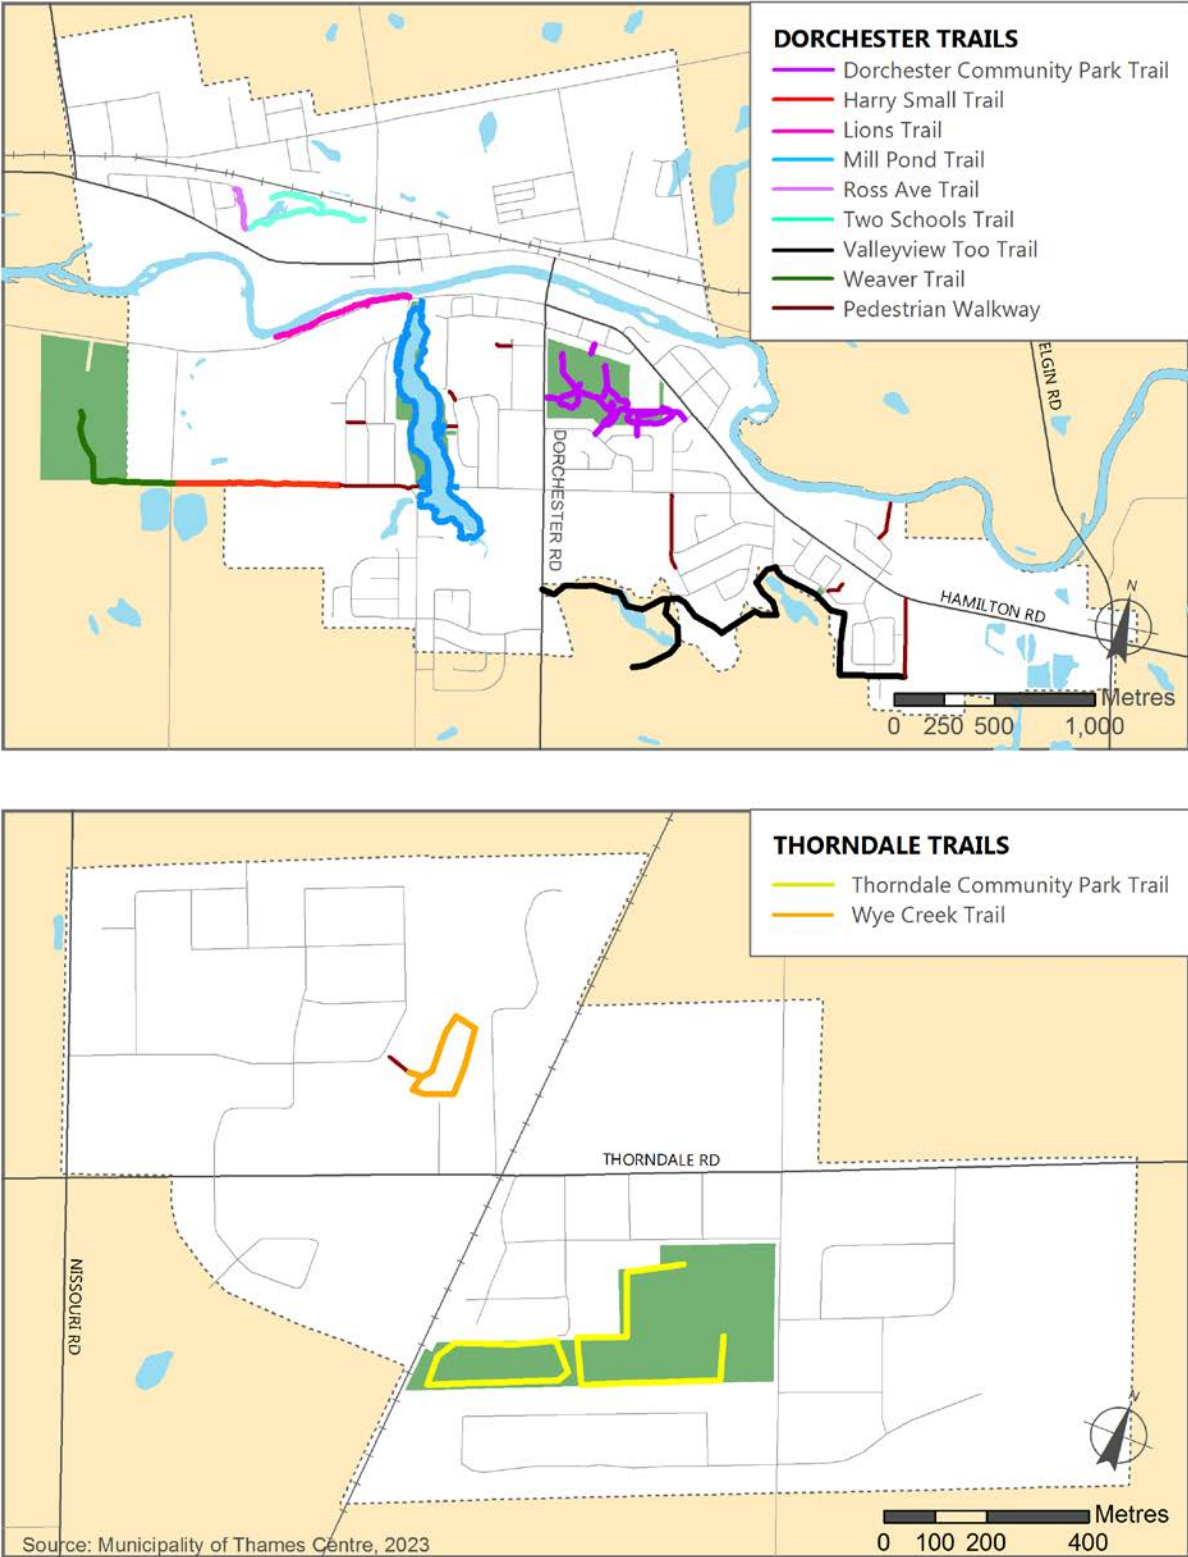 DORCHESTER TRAILS
Dorchester Community Park Trail
Harry Small Trail
Lions Trail
Mill Pond Trail
Ross Ave Trail
Two Schools Trail
Valleyview Too Trail
Weaver Trail
Pedestrian Walkway
ELGIN RD
DORCHESTER RD
HAMILTON RD
N
Metres
0 250 500 1,000
THORNDALE TRAILS
Thorndale Community Park Trail
Wye Creek Trail
THORNDALE RD
NISSOURI RD
N
Metres
0 100 200 400
Source: Municipality of Thames Centre, 2023